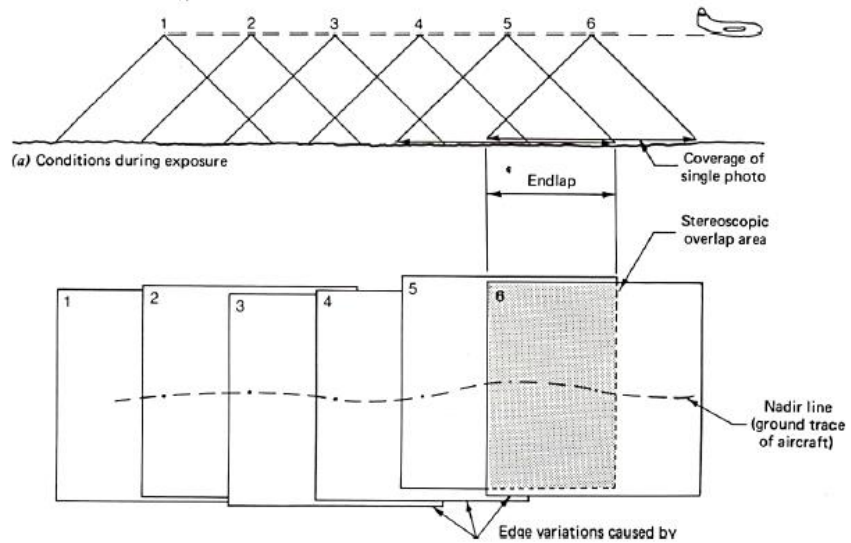 1 2 3 4 5 6
(a) Conditions during exposure
Coverage of
single photo
Endlap
Stereoscopic
overlap area
1
2
3
4
5
6
Nadir line
(ground trace
of aircraft)
Edge variations caused by